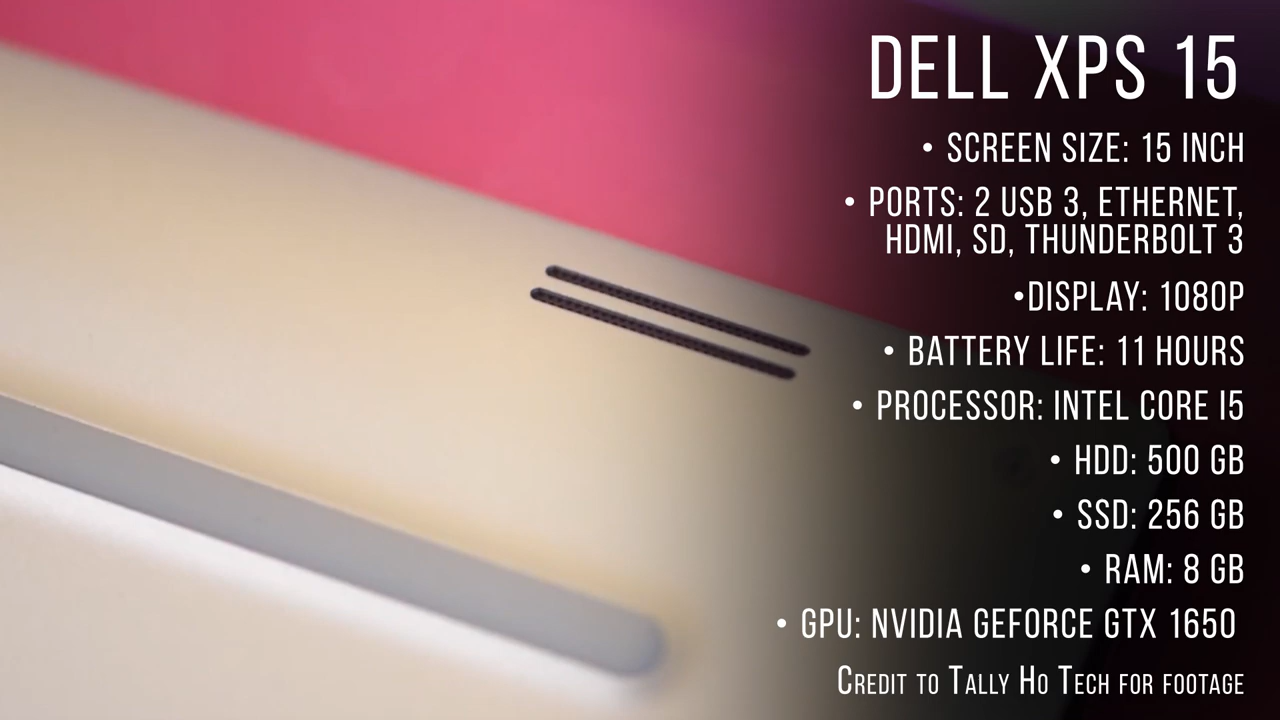 DELL XPS 15
• SCREEN SIZE: 15 INCH
• PORTS: 2 USB 3, ETHERNET,
HDMI, SD, THUNDERBOLT 3
•DISPLAY: 1080P
• BATTERY LIFE: 11 HOURS
• PROCESSOR: INTEL CORE I5
• HDD: 500 GB
• SSD: 256 GB
• RAM: 8 GB
• GPU: NVIDIA GEFORCE GTX 1650
CREDIT TO TALLY HO TECH FOR FOOTAGE